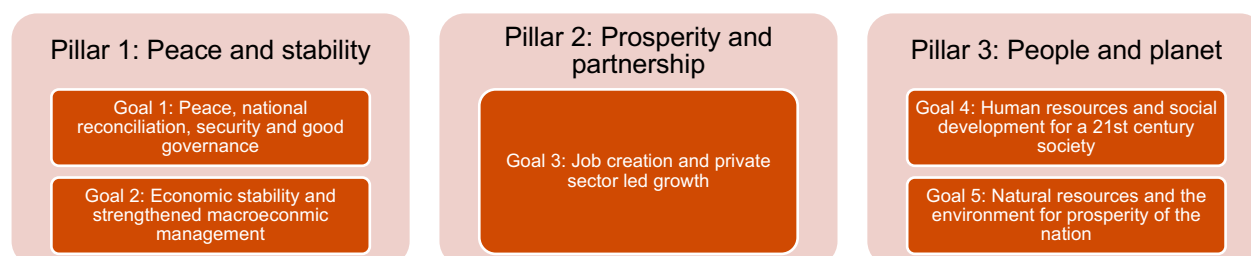 Pillar 1: Peace and stability
Goal 1: Peace, national
reconciliation, security and good
governance
Goal 2: Economic stability and
strengthened macroeconmic
management
Pillar 2: Prosperity and
partnership
Goal 3: Job creation and private
sector led growth
Pillar 3: People and planet
Goal 4: Human resources and social
development for a 21st century
society
Goal 5: Natural resources and the
environment for prosperity of the
nation